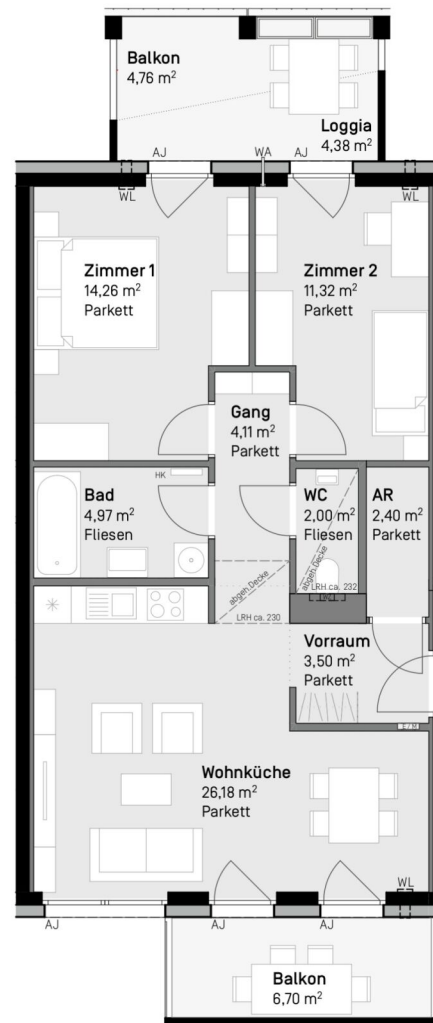 Balkon
4,76 m²
Loggia
4,38 m²
AJ
WA
AJ
WL
WL
Zimmer 1
14,26 m²
Parkett
Zimmer 2
11,32 m²
Parkett
Gang
4,11 m²
Parkett
HK
Bad
4,97 m²
Fliesen
WC
2,00 m²
Fliesen
AR
2,40 m²
Parkett
abgeh.Decke
abgeh.Decke
LRH ca. 232
LRH ca. 230
Vorraum
3,50 m²
Parkett
Wohnküche
26,18 m²
Parkett
WL
AJ
AJ
AJ
Balkon
6,70 m²